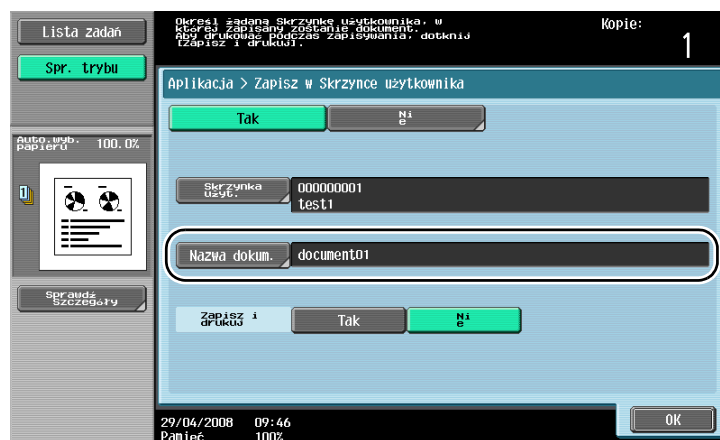 Lista zadań
Spr. trybu
Określ żądaną Skrzynkę użytkownika, w
której zapisany zostanie dokument.
Aby drukować podczas zapisywania, dotknij
[Zapisz i drukuj].
Kopie:
1
Aplikacja > Zapisz w Skrzynce użytkownika
Tak
Ni
e
Auto.wyb.
papieru
100.0%
1
Skrzynka
użyt.
000000001
test1
Nazwa dokum.
document01
Sprawdź
Szczegóły
Zapisz i
drukuj
Tak
Ni
e
OK
29/04/2008 09:46
Pamięć 100%